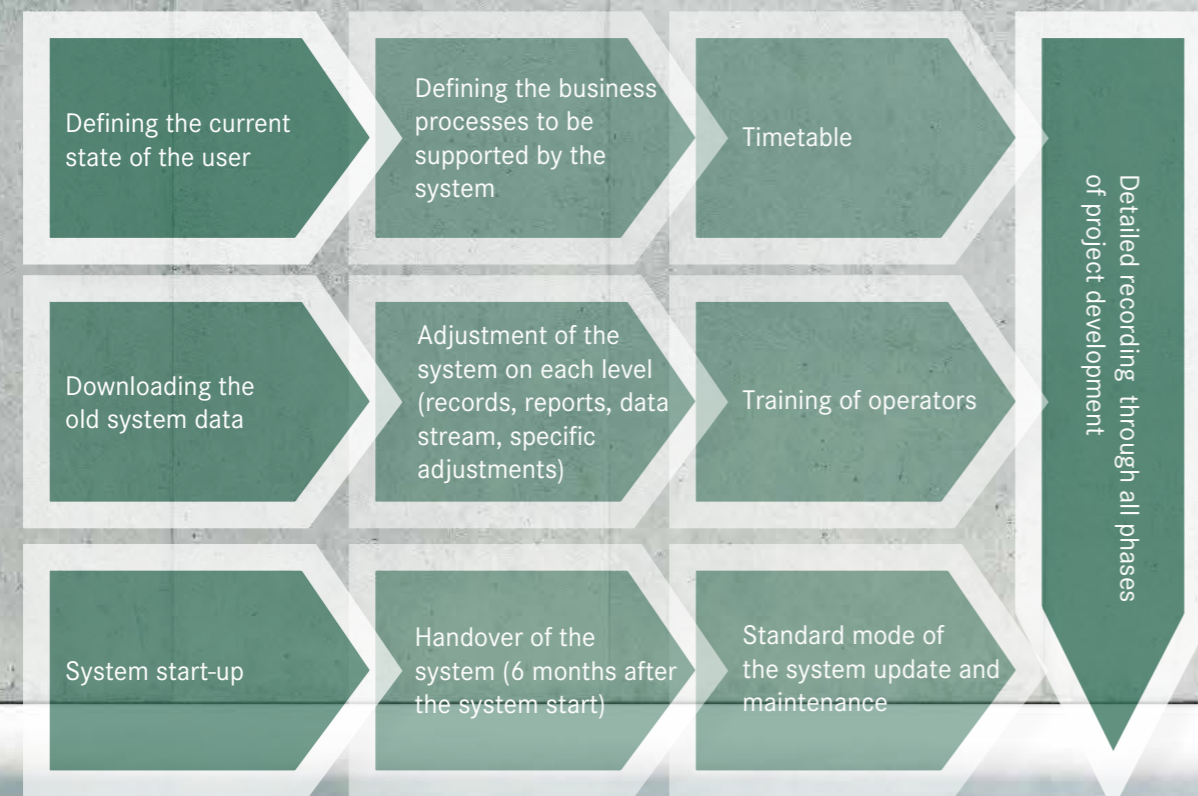 Defining the current
state of the user
Defining the business
processes to be
supported by the
system
Timetable
Downloading the
old system data
Adjustment of the
system on each level
(records, reports, data
stream, specific
adjustments)
Training of operators
System start-up
Handover of the
system (6 months after
the system start)
Standard mode of
the system update and
maintenance
Detailed recording through all phases
of project development